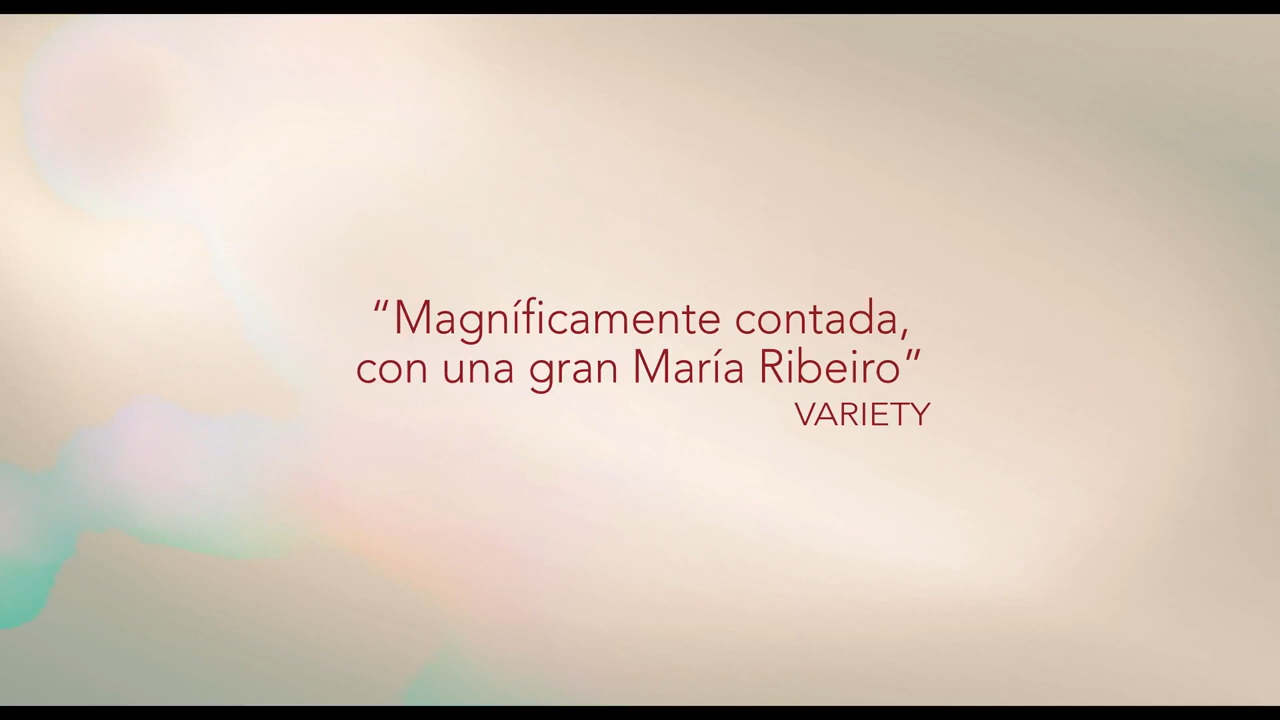 “Magníficamente contada,
con una gran María Ribeiro”
VARIETY